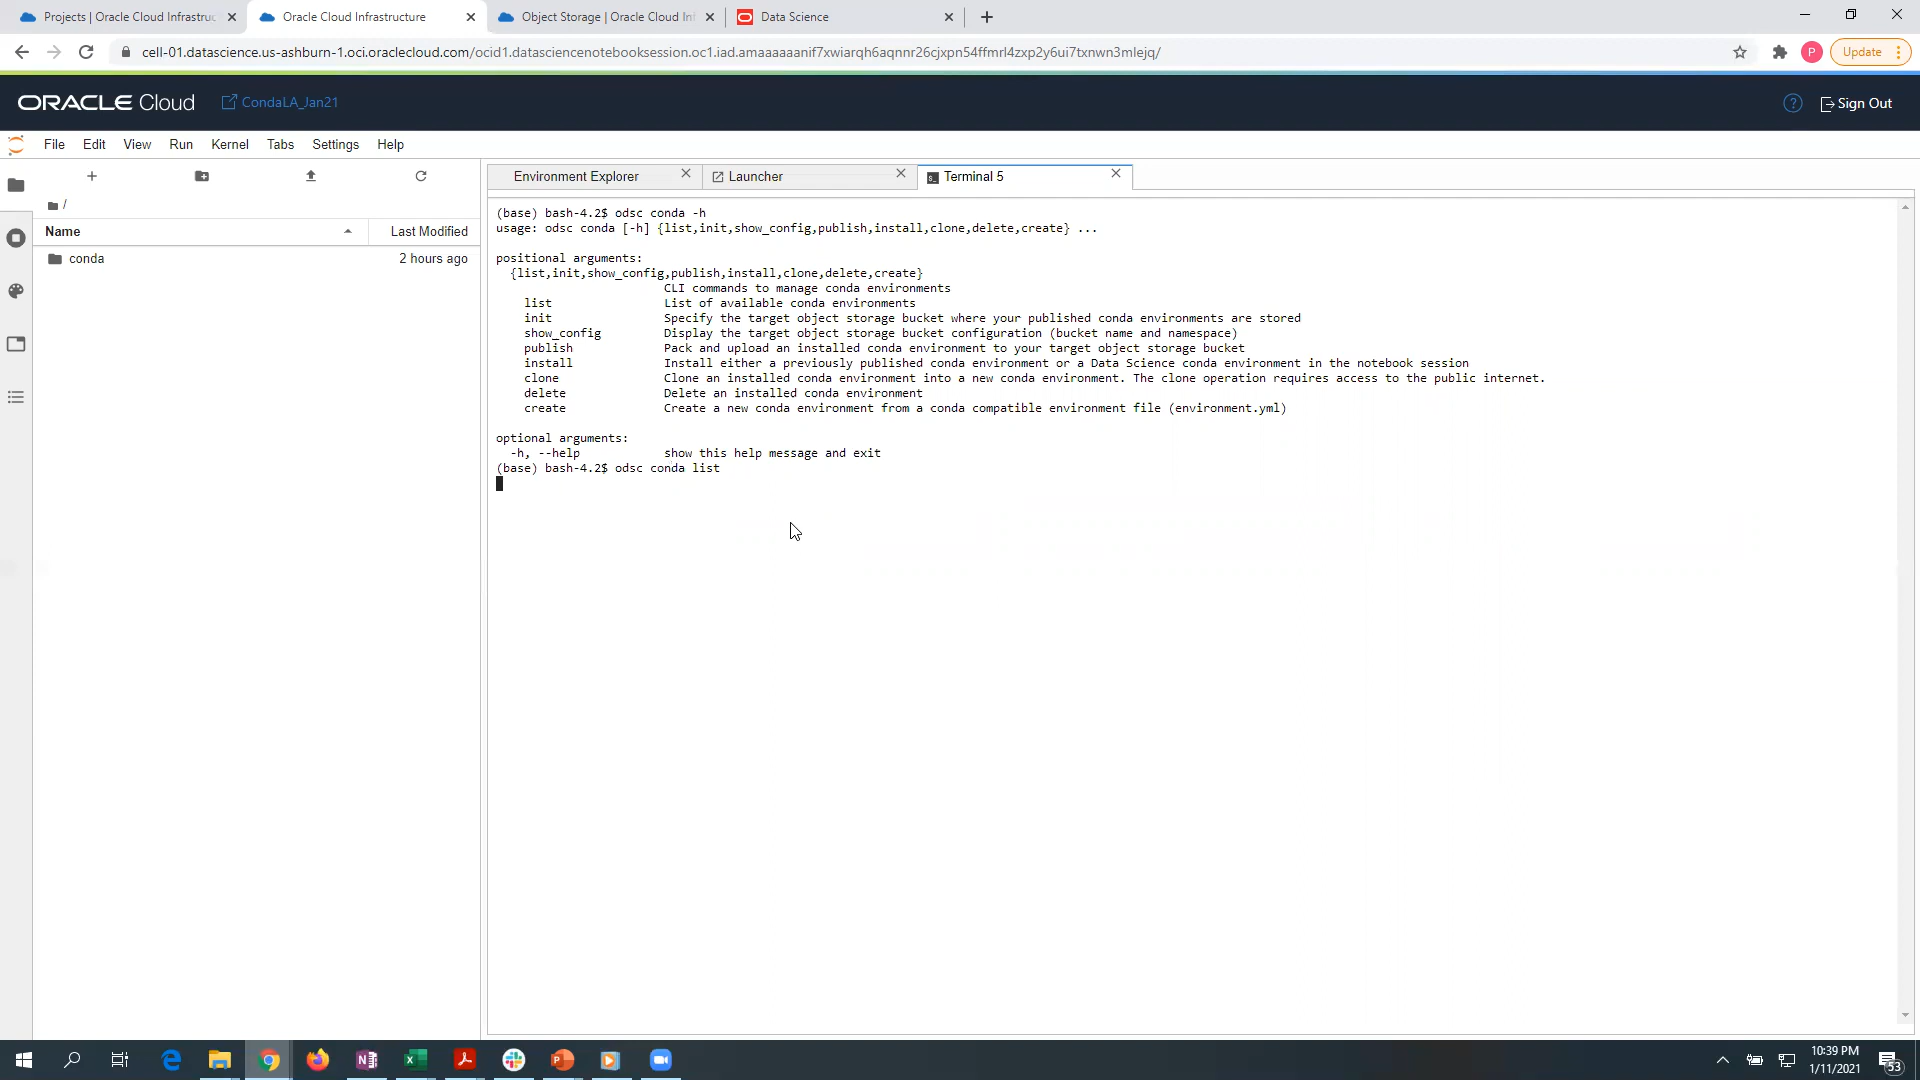 Projects | Oracle Cloud Infrastruc
Oracle Cloud Infrastructure
Object Storage | Oracle Cloud Inf
Data Science
cell-01.datascience.us-ashburn-1.oci.oraclecloud.com/ocid1.datasciencenotebooksession.oc1.iad.amaaaaaanif7xwiarqh6aqnnr26cjxpn54ffmrl4zxp2y6ui7txnwn3mlejq/
P
Update
ORACLE Cloud
CondaLA_Jan21
?
Sign Out
File Edit View Run Kernel Tabs Settings Help
Environment Explorer
Launcher
Terminal 5
/
Name
Last Modified
conda
2 hours ago
(base) bash-4.2$ odsc conda -h
usage: odsc conda [-h] {list,init,show_config,publish,install,clone,delete,create} ...
positional arguments:
{list,init,show_config,publish,install,clone,delete,create}
CLI commands to manage conda environments
list List of available conda environments
init Specify the target object storage bucket where your published conda environments are stored
show_config Display the target object storage bucket configuration (bucket name and namespace)
publish Pack and upload an installed conda environment to your target object storage bucket
install Install either a previously published conda environment or a Data Science conda environment in the notebook session
clone Clone an installed conda environment into a new conda environment. The clone operation requires access to the public internet.
delete Delete an installed conda environment
create Create a new conda environment from a conda compatible environment file (environment.yml)
optional arguments:
-h, --help show this help message and exit
(base) bash-4.2$ odsc conda list
10:39 PM
1/11/2021
53